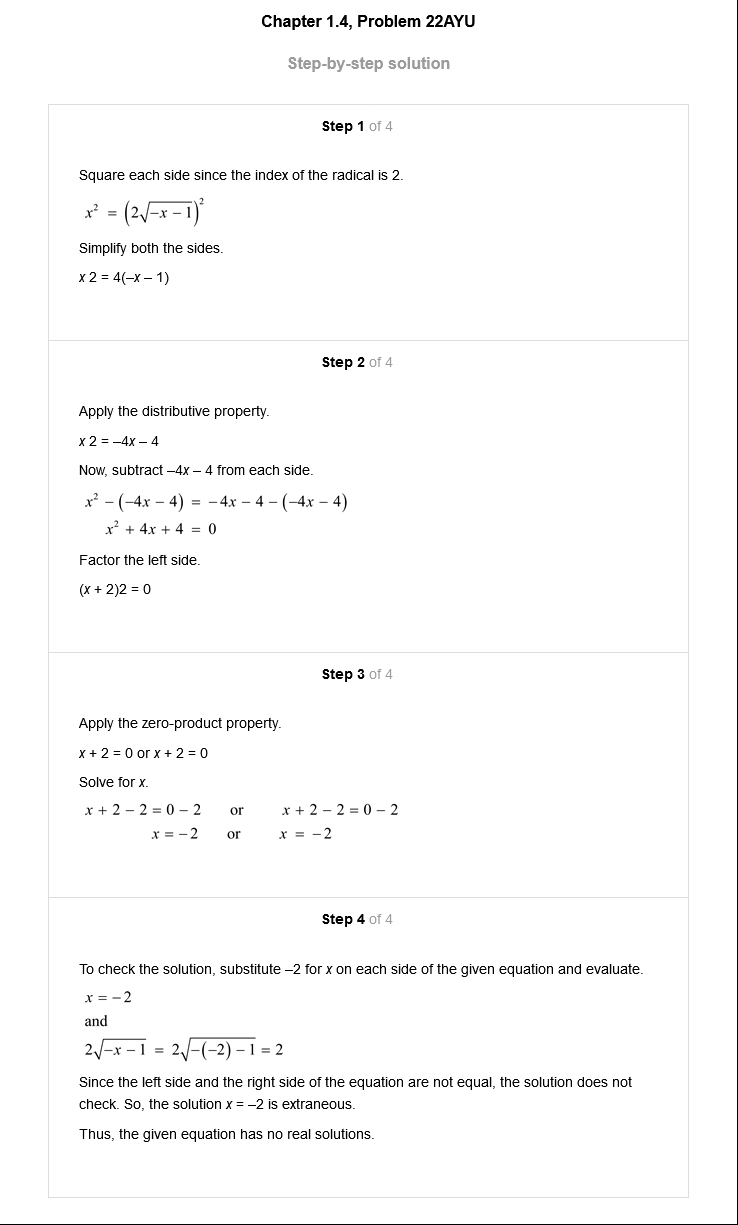 Chapter 1.4, Problem 22AYU
Step-by-step solution
Step 1 of 4
Square each side since the index of the radical is 2.
x² = (2√(−x − 1))²
Simplify both the sides.
x 2 = 4(–x – 1)
Step 2 of 4
Apply the distributive property.
x 2 = –4x – 4
Now, subtract –4x – 4 from each side.
x² − (−4x − 4) = −4x − 4 − (−4x − 4)
x² + 4x + 4 = 0
Factor the left side.
(x + 2)2 = 0
Step 3 of 4
Apply the zero-product property.
x + 2 = 0 or x + 2 = 0
Solve for x.
x + 2 − 2 = 0 − 2 or x + 2 − 2 = 0 − 2
x = −2 or x = −2
Step 4 of 4
To check the solution, substitute –2 for x on each side of the given equation and evaluate.
x = −2
and
2√(−x − 1) = 2√(−(−2) − 1) = 2
Since the left side and the right side of the equation are not equal, the solution does not
check. So, the solution x = –2 is extraneous.
Thus, the given equation has no real solutions.